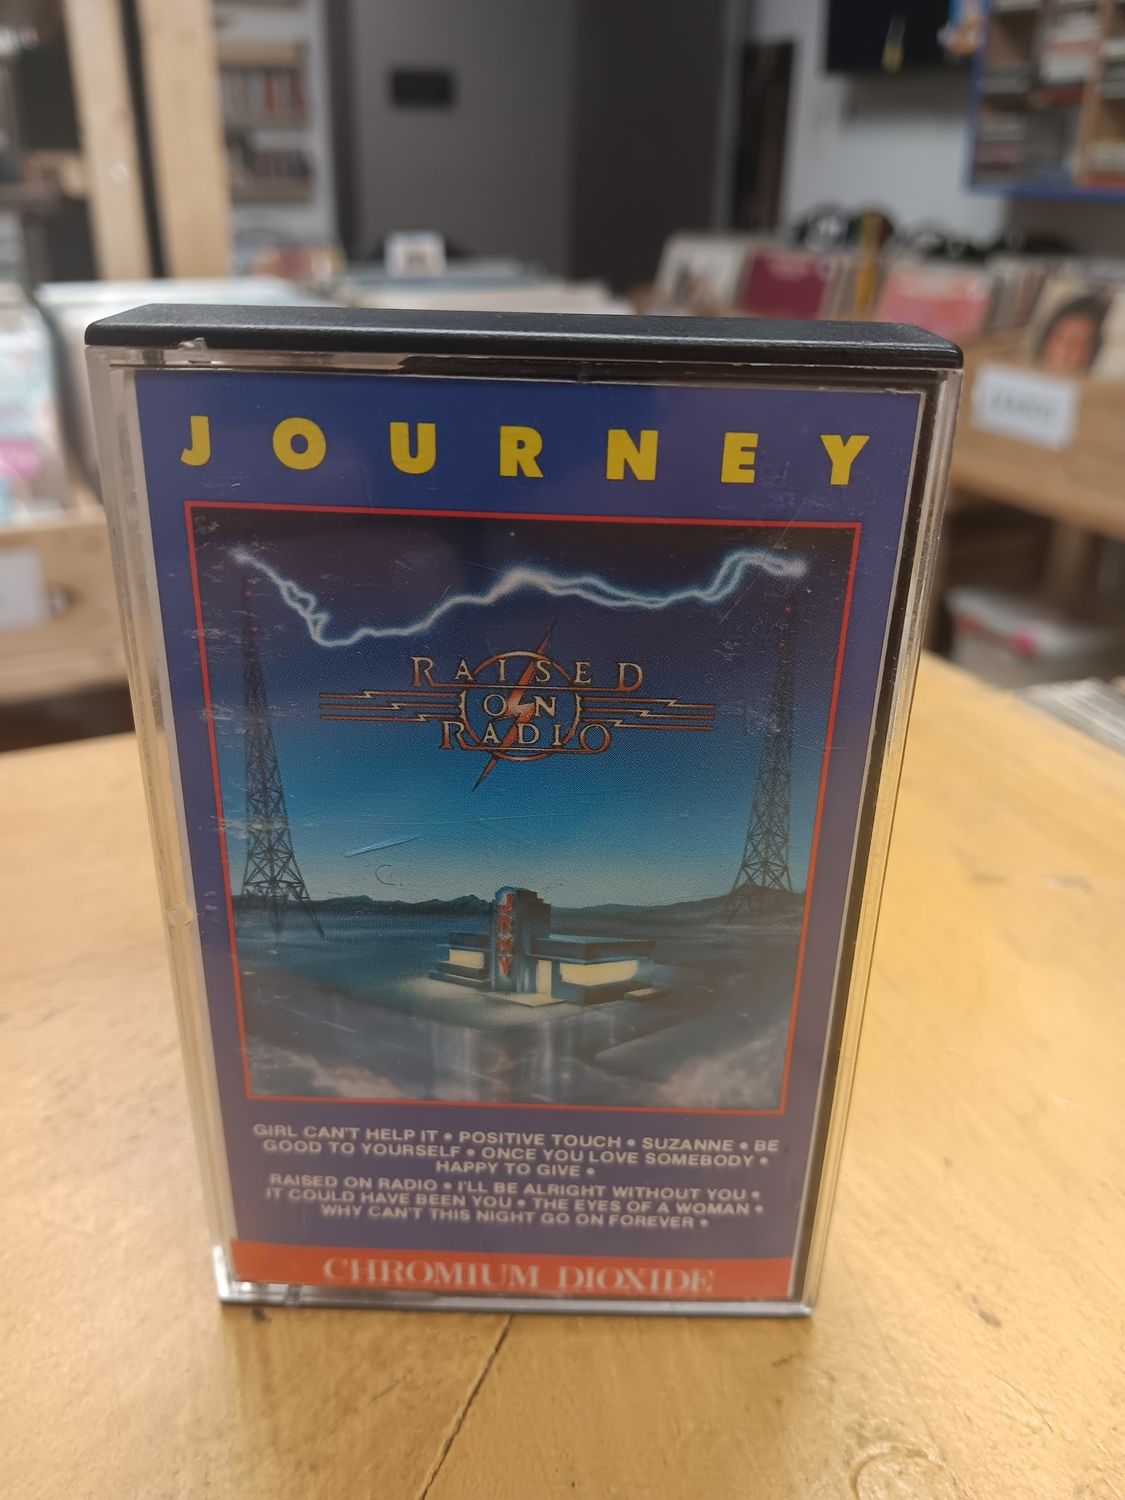 JOURNEY
RAISED
ON
RADIO
JOURNEY
GIRL CAN'T HELP IT • POSITIVE TOUCH • SUZANNE • BE
GOOD TO YOURSELF • ONCE YOU LOVE SOMEBODY •
HAPPY TO GIVE •
RAISED ON RADIO • I'LL BE ALRIGHT WITHOUT YOU •
IT COULD HAVE BEEN YOU • THE EYES OF A WOMAN •
WHY CAN'T THIS NIGHT GO ON FOREVER •
CHROMIUM DIOXIDE